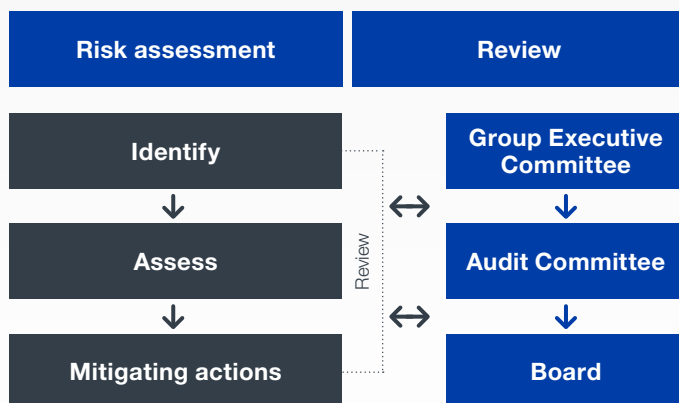 Risk assessment
Review
Identify
Assess
Mitigating actions
Review
Group Executive
Committee
Audit Committee
Board